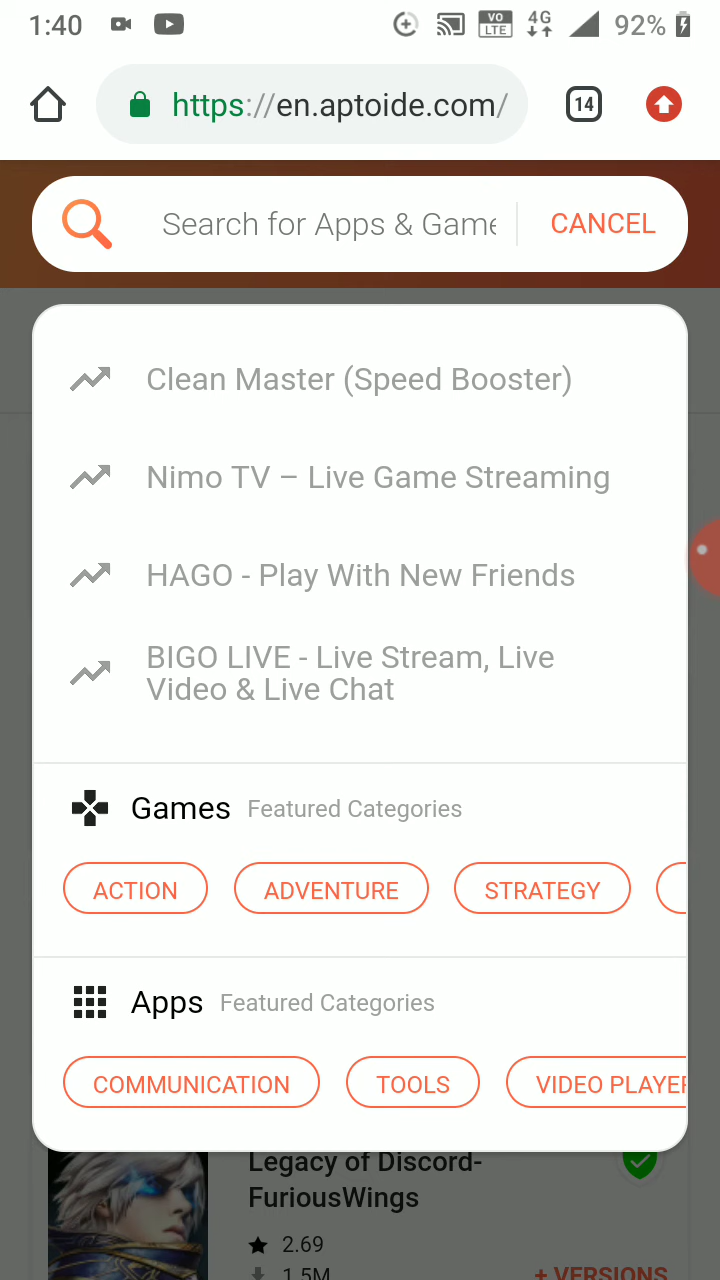 1:40
VO
LTE
4G
92%
https://en.aptoide.com/
14
Search for Apps & Game
CANCEL
Clean Master (Speed Booster)
Nimo TV – Live Game Streaming
HAGO - Play With New Friends
BIGO LIVE - Live Stream, Live
Video & Live Chat
Games Featured Categories
ACTION ADVENTURE STRATEGY
Apps Featured Categories
COMMUNICATION TOOLS VIDEO PLAYER
Legacy of Discord-
FuriousWings
2.69
1.5M
+ VERSIONS